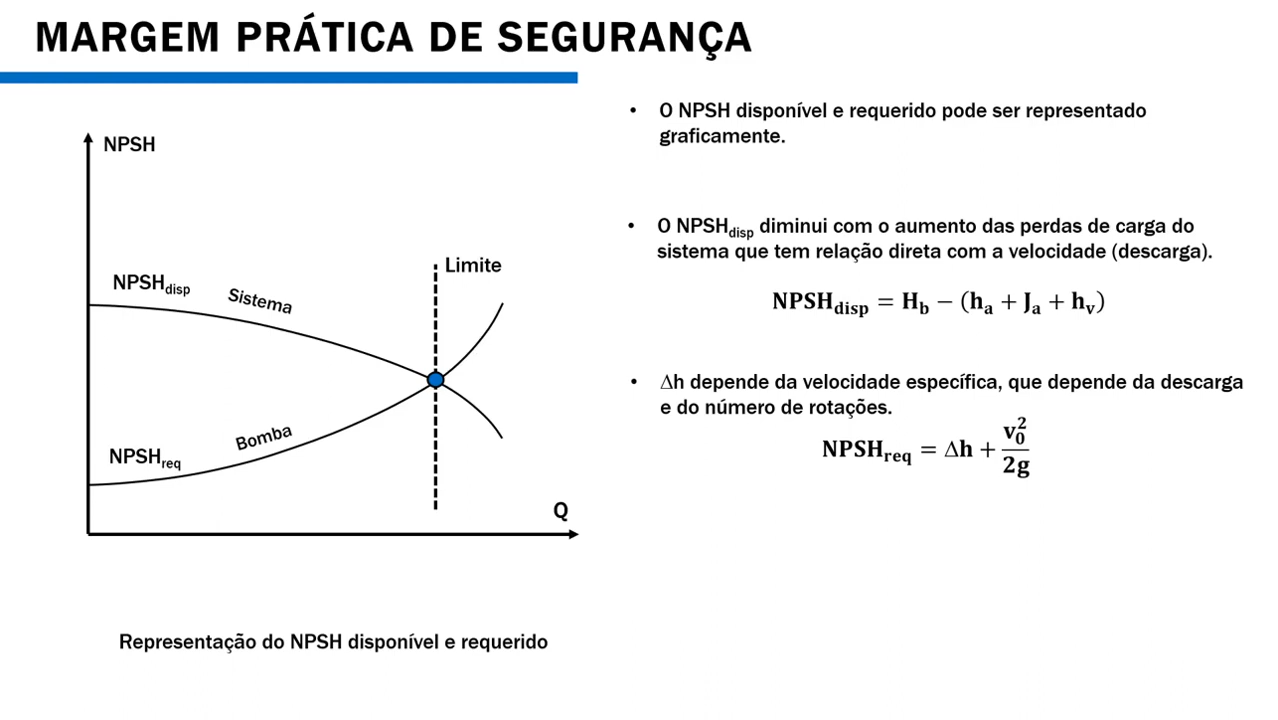 MARGEM PRÁTICA DE SEGURANÇA
NPSH
NPSHdisp
Sistema
Limite
NPSHreq
Bomba
Q
Representação do NPSH disponível e requerido
• O NPSH disponível e requerido pode ser representado
graficamente.
• O NPSHdisp diminui com o aumento das perdas de carga do
sistema que tem relação direta com a velocidade (descarga).
NPSHdisp = Hb − (ha + Ja + hv)
• Δh depende da velocidade específica, que depende da descarga
e do número de rotações.
NPSHreq = Δh + v₀²/2g